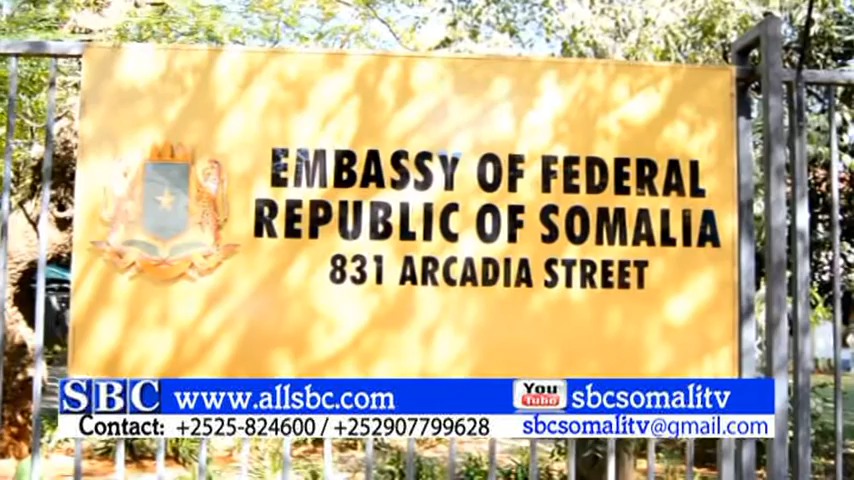 EMBASSY OF FEDERAL
REPUBLIC OF SOMALIA
831 ARCADIA STREET
SBC www.allsbc.com You Tube sbcsomalitv
Contact: +2525-824600 / +252907799628 sbcsomalitv@gmail.com